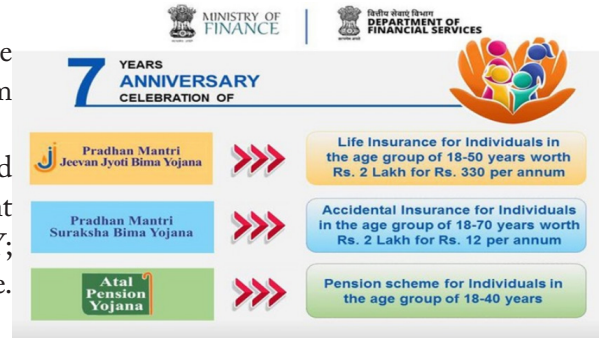 MINISTRY OF
FINANCE
वित्तीय सेवाएं विभाग
DEPARTMENT OF
FINANCIAL SERVICES
e
m
d
nt
Y;
e.
7 YEARS
ANNIVERSARY
CELEBRATION OF
Pradhan Mantri
Jeevan Jyoti Bima Yojana
Life Insurance for Individuals in
the age group of 18-50 years worth
Rs. 2 Lakh for Rs. 330 per annum
Pradhan Mantri
Suraksha Bima Yojana
Accidental Insurance for Individuals
in the age group of 18-70 years worth
Rs. 2 Lakh for Rs. 12 per annum
Atal
Pension
Yojana
Pension scheme for Individuals in
the age group of 18-40 years